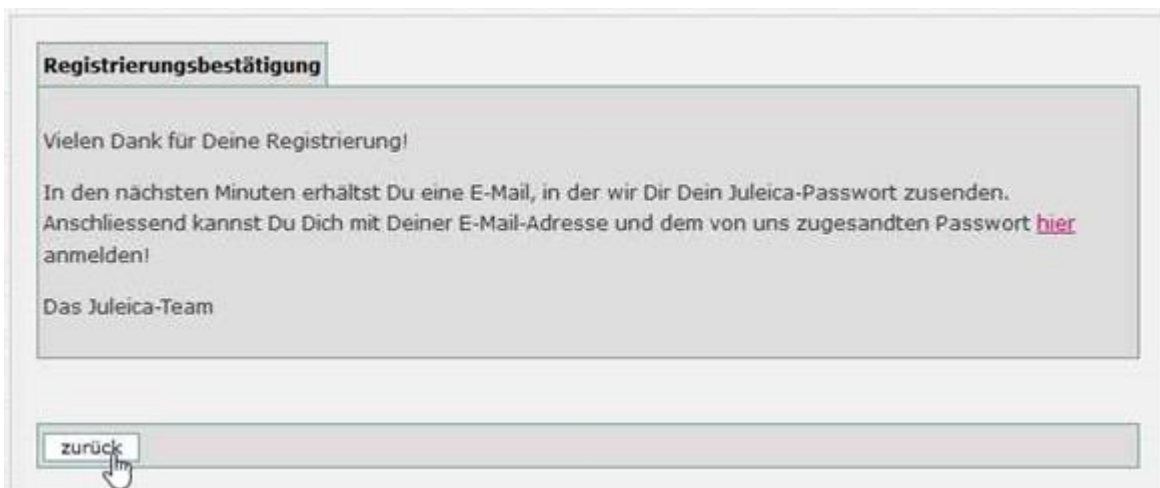 Registrierungsbestätigung
Vielen Dank für Deine Registrierung!
In den nächsten Minuten erhältst Du eine E-Mail, in der wir Dir Dein Juleica-Passwort zusenden.
Anschliessend kannst Du Dich mit Deiner E-Mail-Adresse und dem von uns zugesandten Passwort hier
anmelden!
Das Juleica-Team
zurück